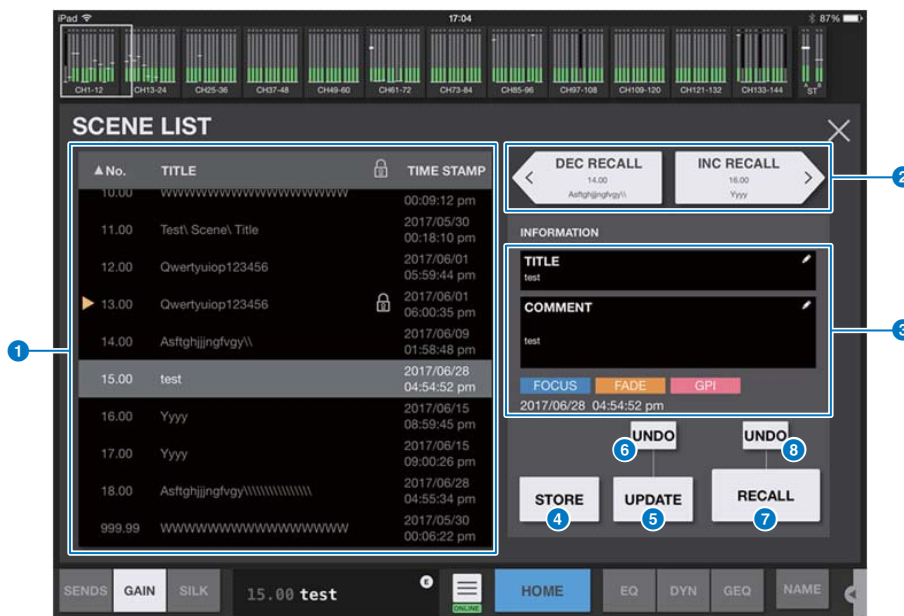 iPad 17:04 87%
CH1-12 CH13-24 CH25-36 CH37-48 CH49-60 CH61-72 CH73-84 CH85-96 CH97-108 CH109-120 CH121-132 CH133-144 A B ST
SCENE LIST
No. TITLE TIME STAMP
10.00 WWWWWWWWWWWWWWWW 00:09:12 pm
11.00 Test\ Scene\ Title 2017/05/30 00:18:10 pm
12.00 Qwertyuiop123456 2017/06/01 05:59:44 pm
13.00 Qwertyuiop123456 2017/06/01 06:00:35 pm
14.00 Asftghjjjngfvgy\\ 2017/06/09 01:58:48 pm
15.00 test 2017/06/28 04:54:52 pm
16.00 Yyyy 2017/06/15 08:59:45 pm
17.00 Yyyy 2017/06/15 09:00:26 pm
18.00 Asftghjjjngfvgy\\\\\\\\\\\\\\\\ 2017/06/28 04:55:34 pm
999.99 WWWWWWWWWWWWWWWW 2017/05/30 00:06:22 pm
1
DEC RECALL
14.00
Asftghjjjngfvgy\\
INC RECALL
16.00
Yyyy
2
INFORMATION
TITLE
test
COMMENT
test
3
FOCUS FADE GPI
2017/06/28 04:54:52 pm
UNDO 6
UNDO 8
STORE 4
UPDATE 5
RECALL 7
SENDS GAIN SILK 15.00 test E ONLINE HOME EQ DYN GEQ NAME